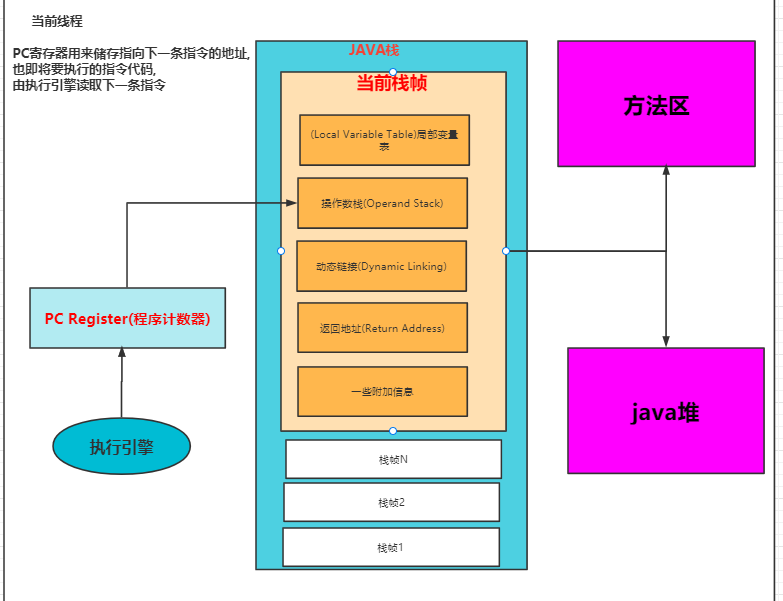 当前线程
PC寄存器用来储存指向下一条指令的地址,
也即将要执行的指令代码,
由执行引擎读取下一条指令
JAVA栈
当前栈帧
(Local Variable Table)局部变量
表
操作数栈(Operand Stack)
动态链接(Dynamic Linking)
返回地址(Return Address)
一些附加信息
栈帧N
栈帧2
栈帧1
PC Register(程序计数器)
执行引擎
方法区
java堆